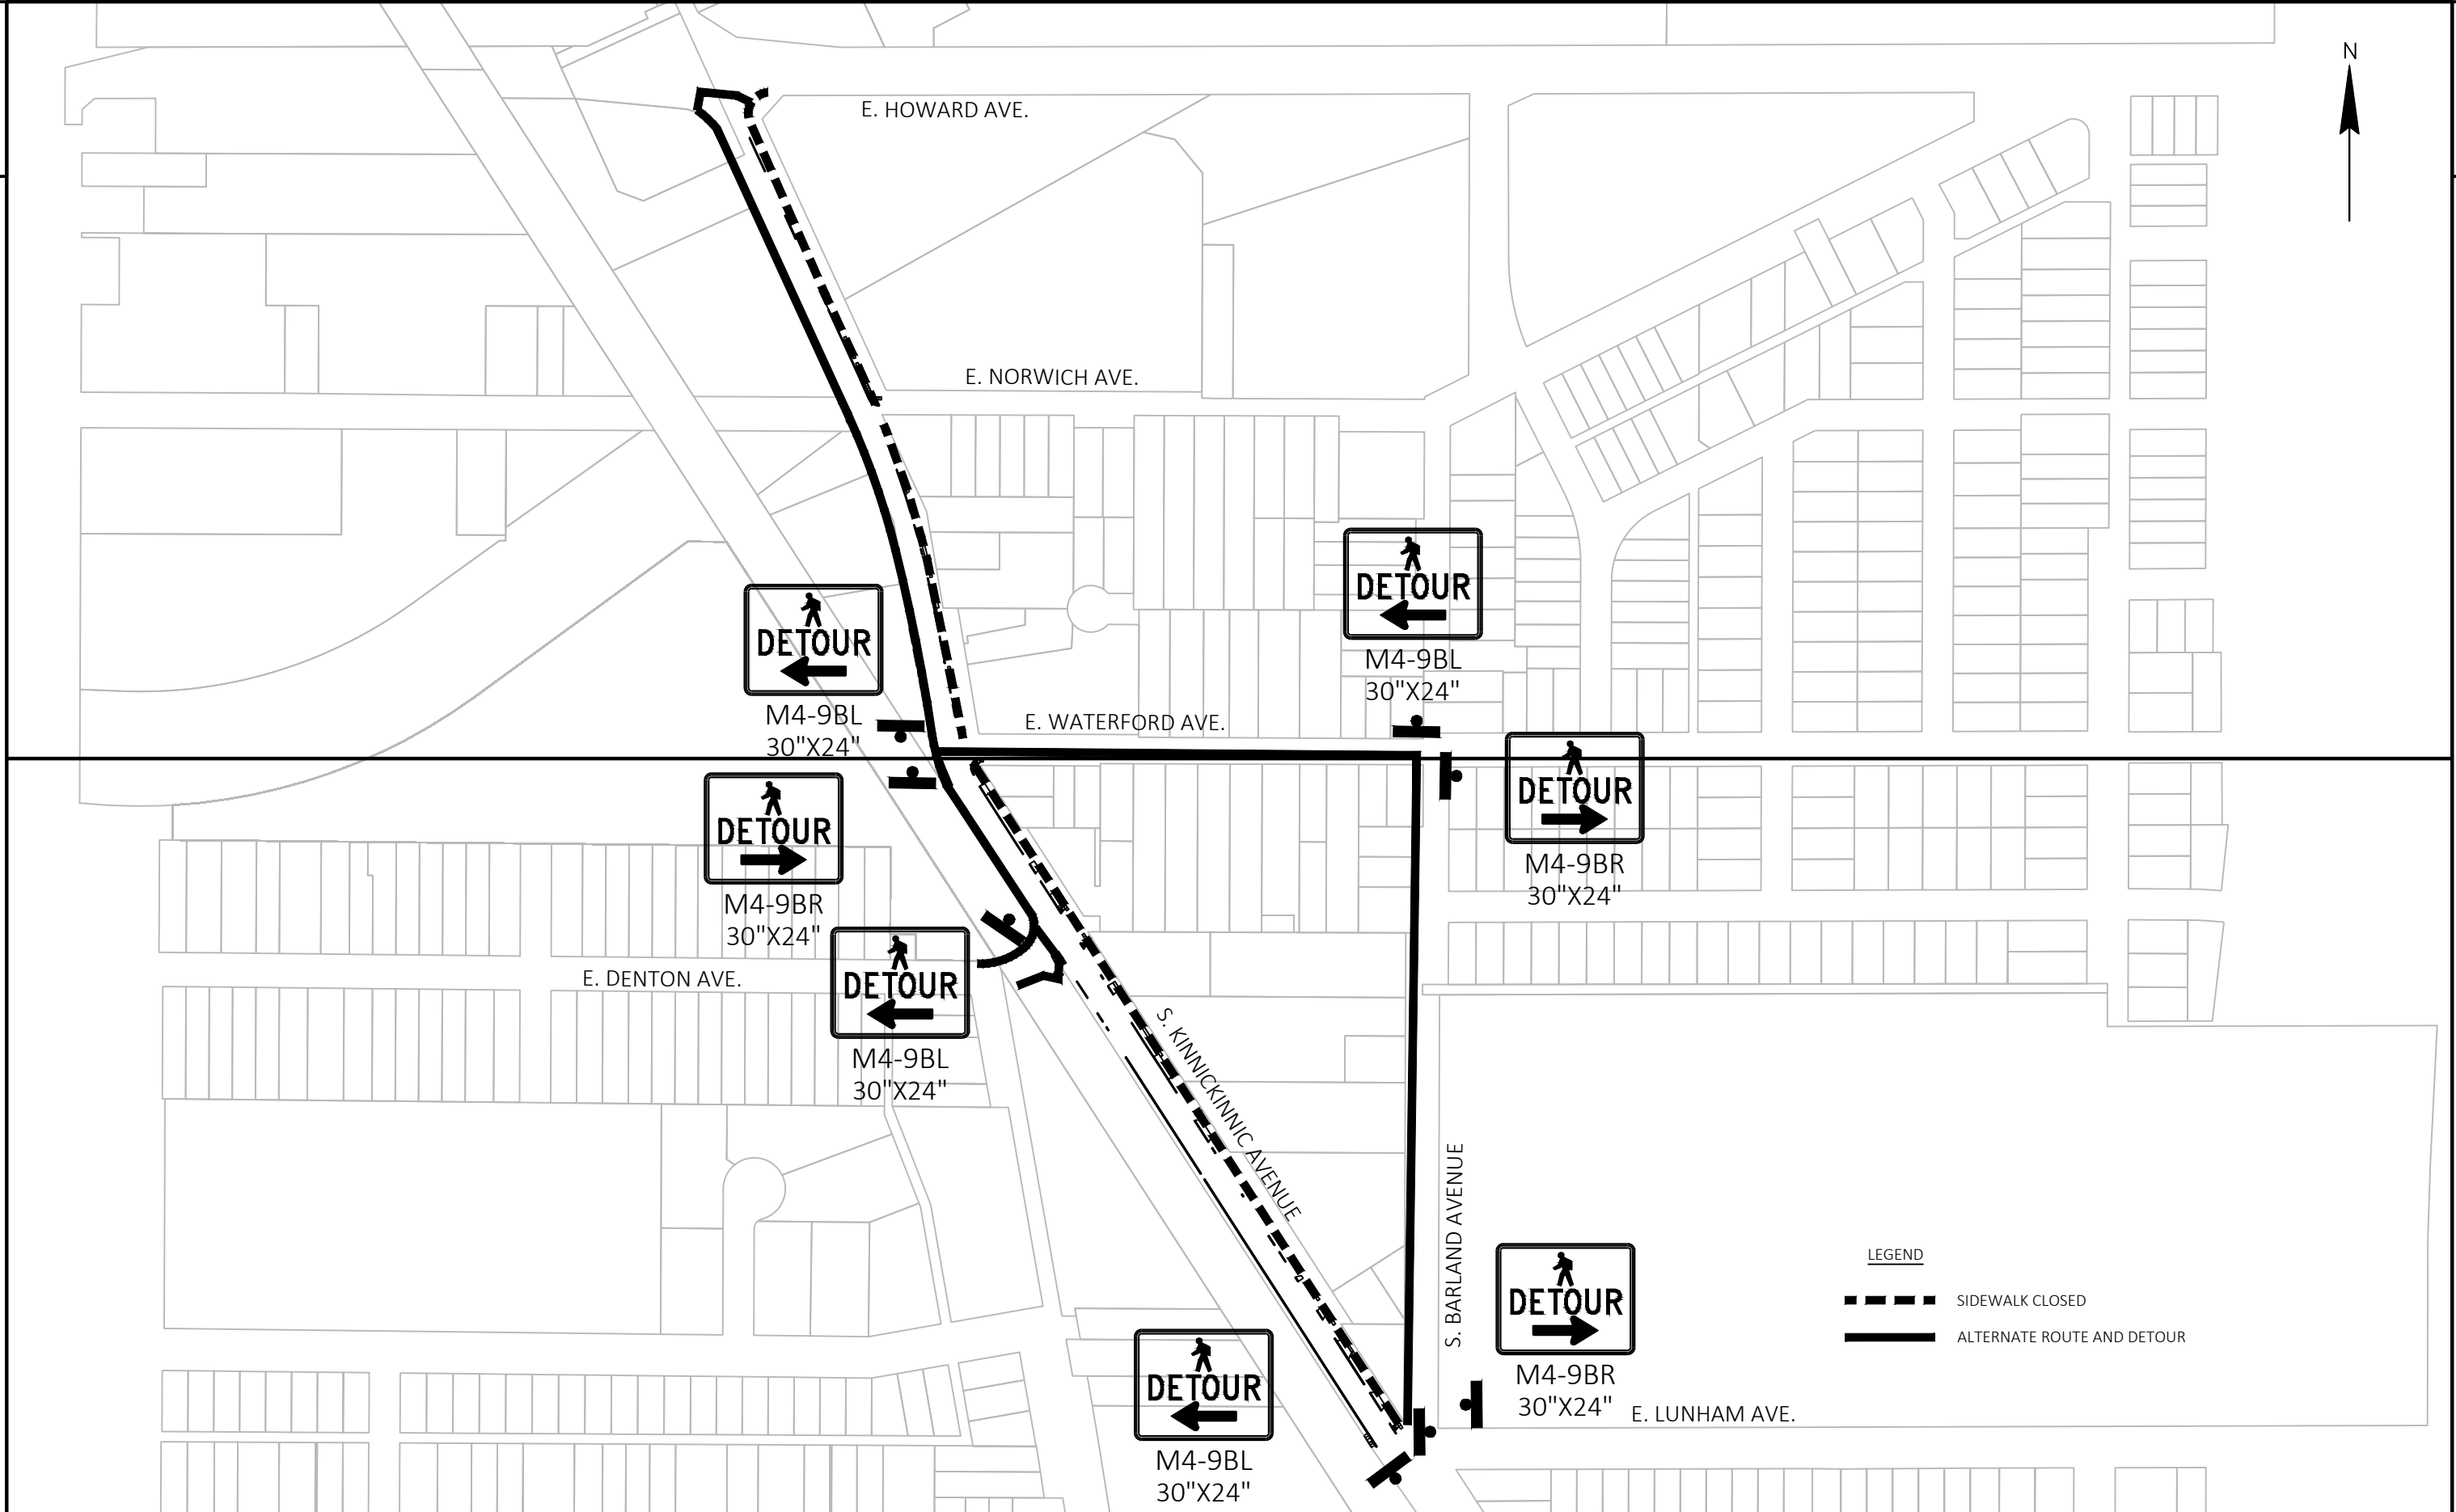 N
E. HOWARD AVE.
E. NORWICH AVE.
DETOUR
M4-9BL
30"X24"
DETOUR
M4-9BL
30"X24"
E. WATERFORD AVE.
DETOUR
M4-9BR
30"X24"
DETOUR
M4-9BR
30"X24"
E. DENTON AVE.
DETOUR
M4-9BL
30"X24"
S. KINNICKINNIC AVENUE
S. BARLAND AVENUE
DETOUR
M4-9BR
30"X24"
E. LUNHAM AVE.
DETOUR
M4-9BL
30"X24"
LEGEND
SIDEWALK CLOSED
ALTERNATE ROUTE AND DETOUR